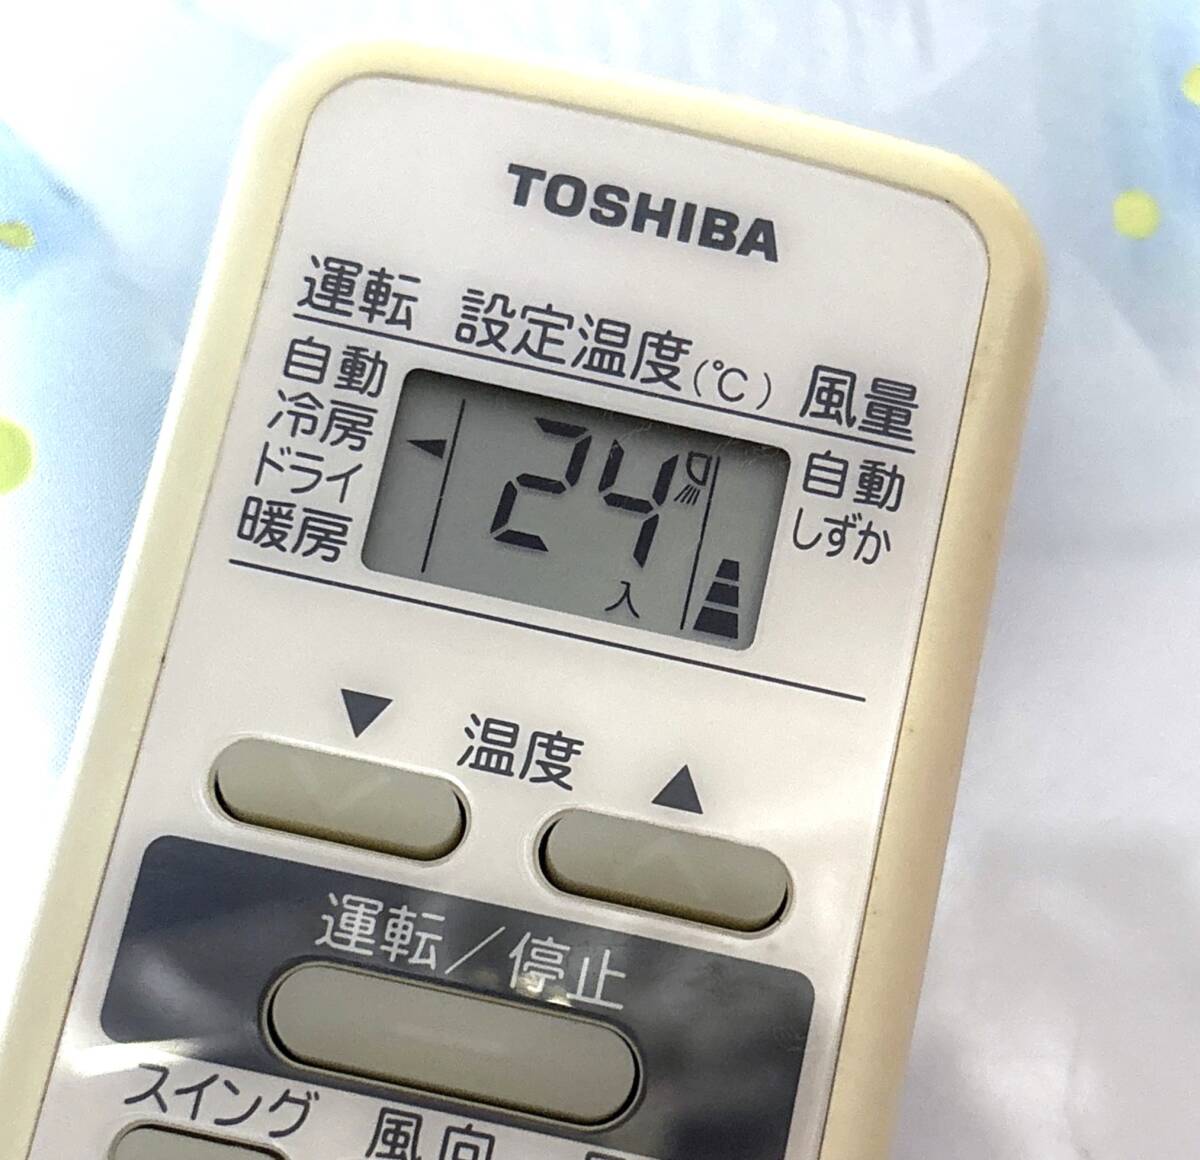 TOSHIBA
運転 設定温度(℃) 風量
自動
冷房
ドライ
暖房
24
入
自動
しずか
▼ 温度 ▲
運転/停止
スイング 風向